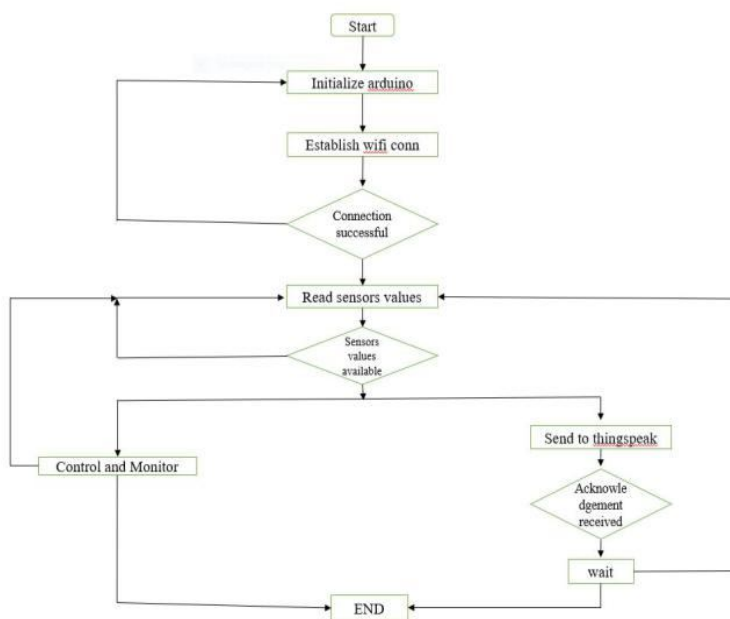 Start
Initialize arduino
Establish wifi conn
Connection
successful
Read sensors values
Sensors
values
available
Send to thingspeak
Control and Monitor
Acknowle
dgement
received
wait
END